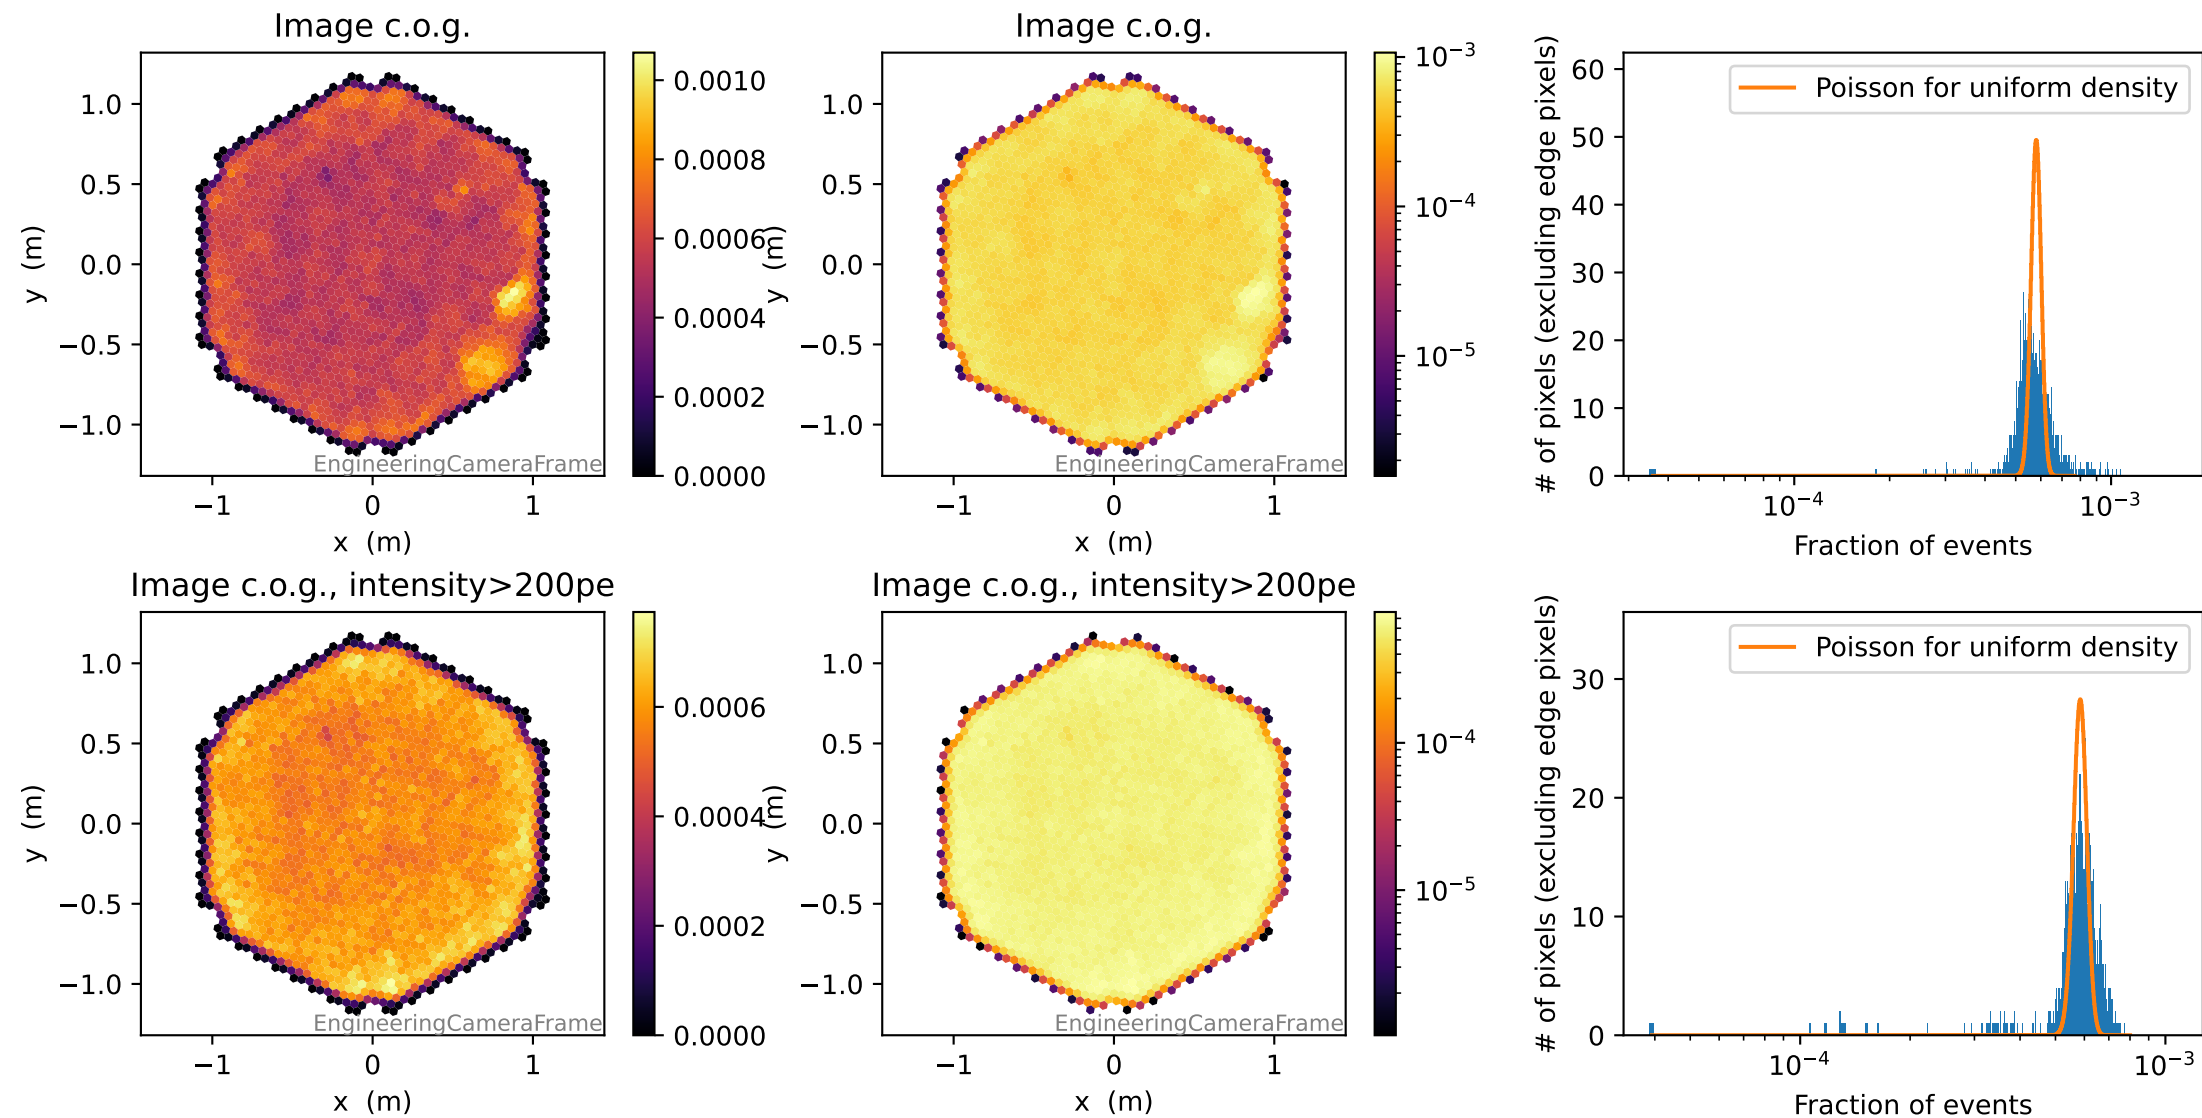 Image c.o.g.
1.0
0.5
0.0
−0.5
−1.0
y (m)
−1 0 1
x (m)
EngineeringCameraFrame
0.0010
0.0008
0.0006
0.0004
0.0002
0.0000
Image c.o.g.
1.0
0.5
0.0
−0.5
−1.0
y (m)
−1 0 1
x (m)
EngineeringCameraFrame
10⁻³
10⁻⁴
10⁻⁵
60
50
40
30
20
10
0
# of pixels (excluding edge pixels)
Poisson for uniform density
10⁻⁴ 10⁻³
Fraction of events
Image c.o.g., intensity>200pe
1.0
0.5
0.0
−0.5
−1.0
y (m)
−1 0 1
x (m)
EngineeringCameraFrame
0.0006
0.0004
0.0002
0.0000
Image c.o.g., intensity>200pe
1.0
0.5
0.0
−0.5
−1.0
y (m)
−1 0 1
x (m)
EngineeringCameraFrame
10⁻⁴
10⁻⁵
30
20
10
0
# of pixels (excluding edge pixels)
Poisson for uniform density
10⁻⁴ 10⁻³
Fraction of events